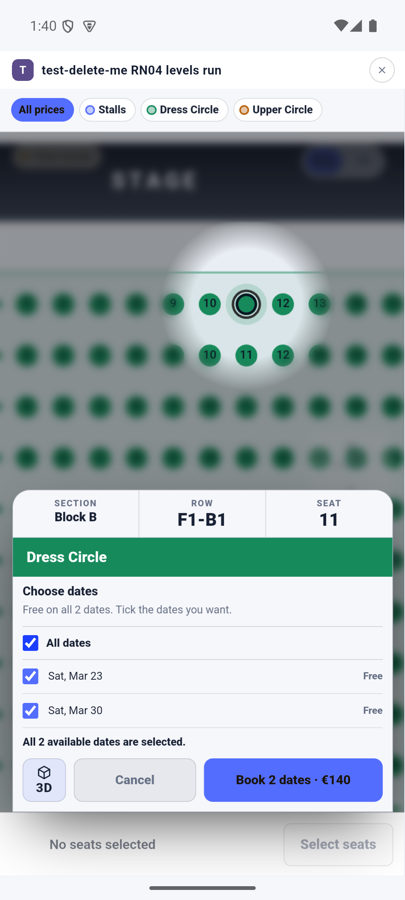 1:40
T test-delete-me RN04 levels run
All prices Stalls Dress Circle Upper Circle
STAGE
9 10 12 13
10 11 12
SECTION ROW SEAT
Block B F1-B1 11
Dress Circle
Choose dates
Free on all 2 dates. Tick the dates you want.
All dates
Sat, Mar 23 Free
Sat, Mar 30 Free
All 2 available dates are selected.
3D Cancel Book 2 dates · €140
No seats selected Select seats